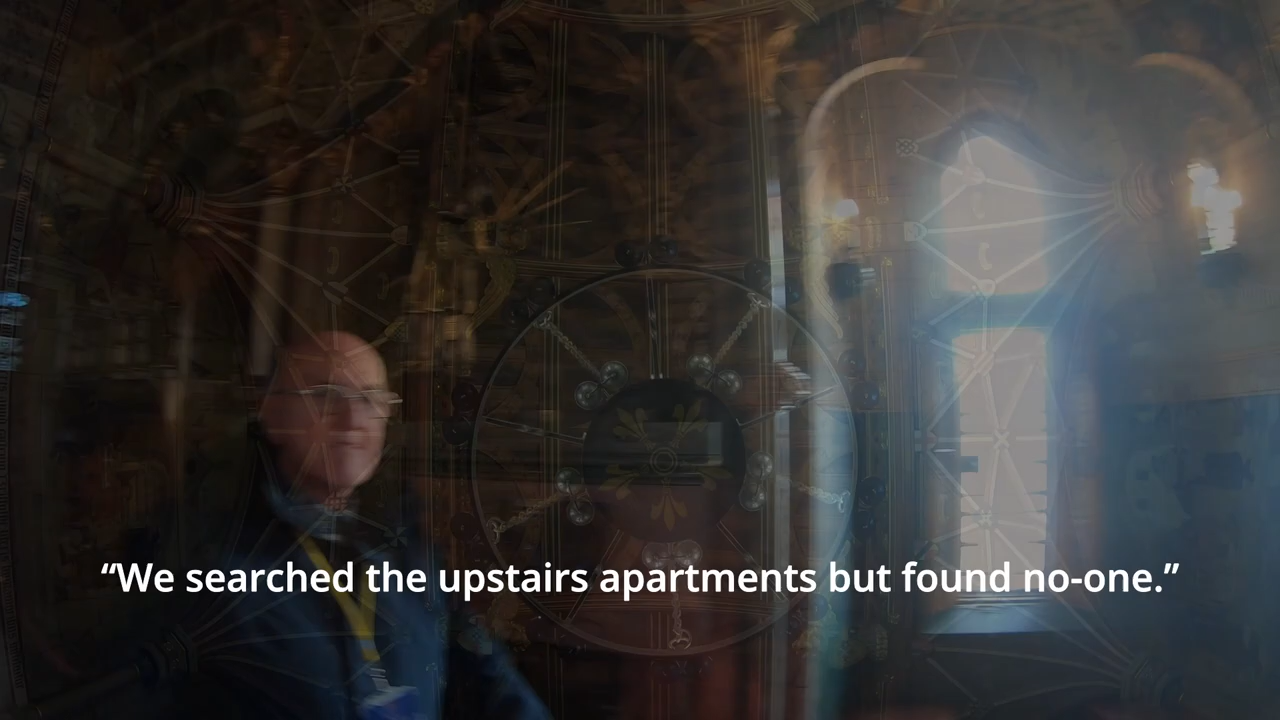 “We searched the upstairs apartments but found no-one.”